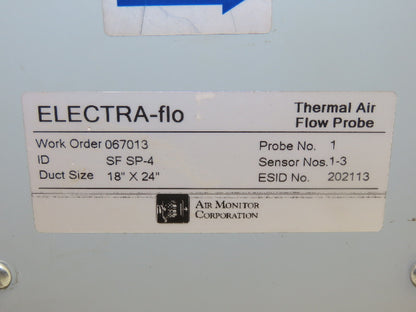 ELECTRA-flo
Thermal Air
Flow Probe
Work Order 067013
Probe No. 1
ID SF SP-4
Sensor Nos. 1-3
Duct Size 18" X 24"
ESID No. 202113
AIR MONITOR
CORPORATION